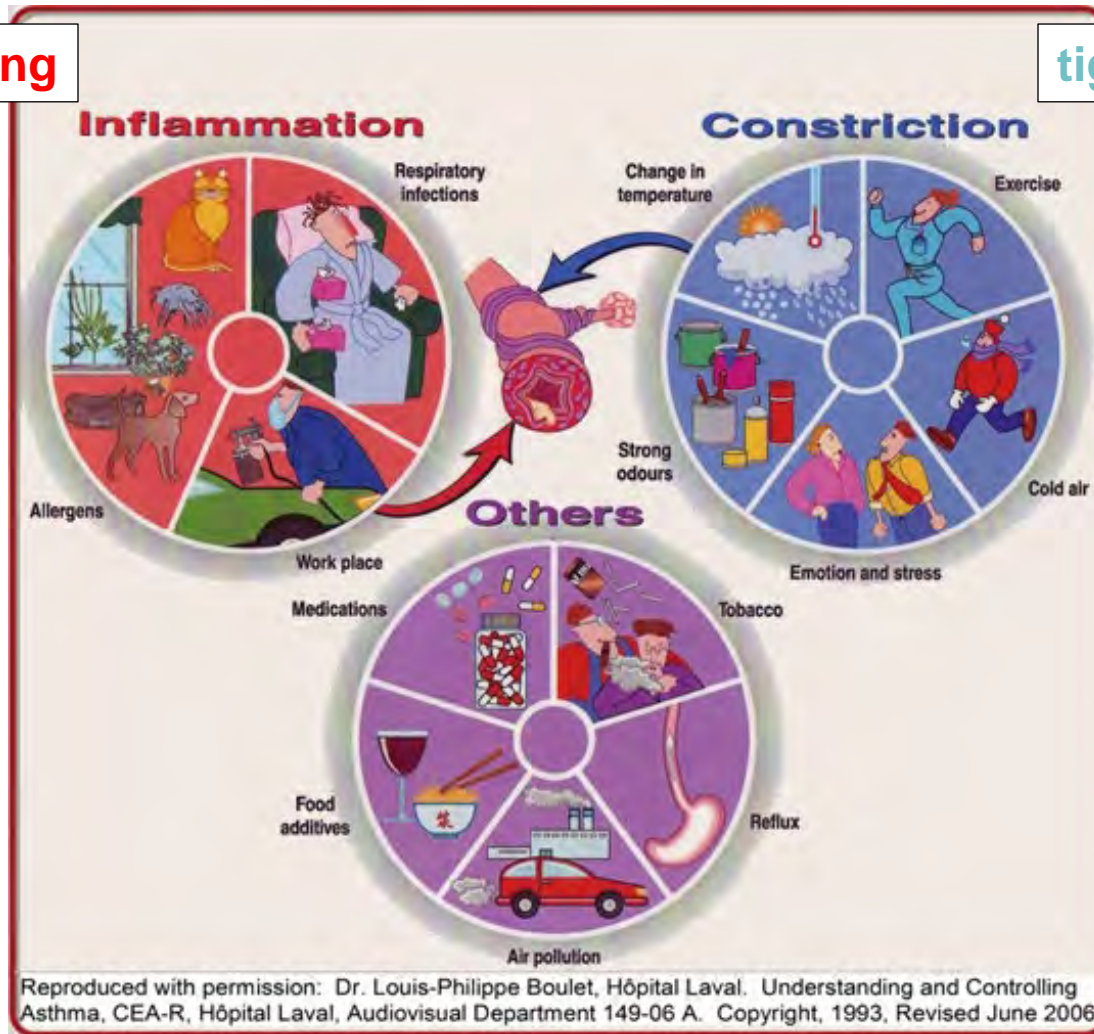 ng
tig
Inflammation
Constriction
Respiratory
infections
Change in
temperature
Exercise
Strong
odours
Cold air
Allergens
Work place
Emotion and stress
Others
Medications
Tobacco
Food
additives
Reflux
Air pollution
Reproduced with permission: Dr. Louis-Philippe Boulet, Hôpital Laval. Understanding and Controlling
Asthma, CEA-R, Hôpital Laval, Audiovisual Department 149-06 A. Copyright, 1993, Revised June 2006